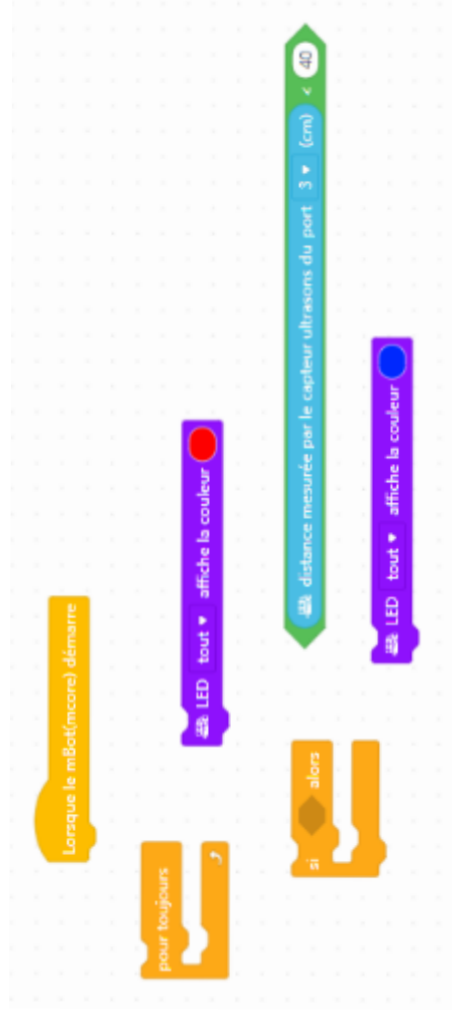 Lorsque le mBot(mcore) démarre
pour toujours
LED tout affiche la couleur
si alors
distance mesurée par le capteur ultrasons du port 3 (cm) < 40
LED tout affiche la couleur